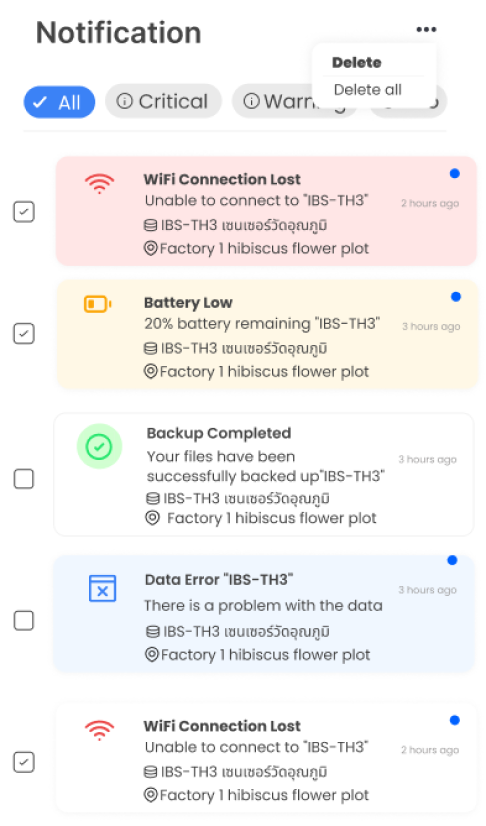 Notification
Delete
Delete all
All
Critical
WiFi Connection Lost
Unable to connect to "IBS-TH3"
2 hours ago
IBS-TH3 เซนเซอร์วัดอุณภูมิ
Factory 1 hibiscus flower plot
Battery Low
20% battery remaining "IBS-TH3"
3 hours ago
IBS-TH3 เซนเซอร์วัดอุณภูมิ
Factory 1 hibiscus flower plot
Backup Completed
Your files have been
3 hours ago
successfully backed up"IBS-TH3"
IBS-TH3 เซนเซอร์วัดอุณภูมิ
Factory 1 hibiscus flower plot
Data Error "IBS-TH3"
3 hours ago
There is a problem with the data
IBS-TH3 เซนเซอร์วัดอุณภูมิ
Factory 1 hibiscus flower plot
WiFi Connection Lost
Unable to connect to "IBS-TH3"
2 hours ago
IBS-TH3 เซนเซอร์วัดอุณภูมิ
Factory 1 hibiscus flower plot